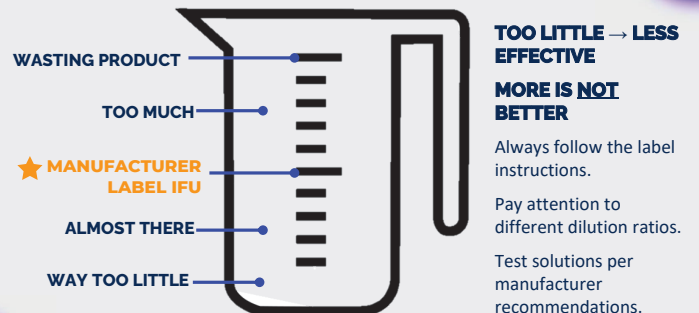 WASTING PRODUCT
TOO MUCH
MANUFACTURER
LABEL IFU
ALMOST THERE
WAY TOO LITTLE
TOO LITTLE → LESS
EFFECTIVE
MORE IS NOT
BETTER
Always follow the label
instructions.
Pay attention to
different dilution ratios.
Test solutions per
manufacturer
recommendations.